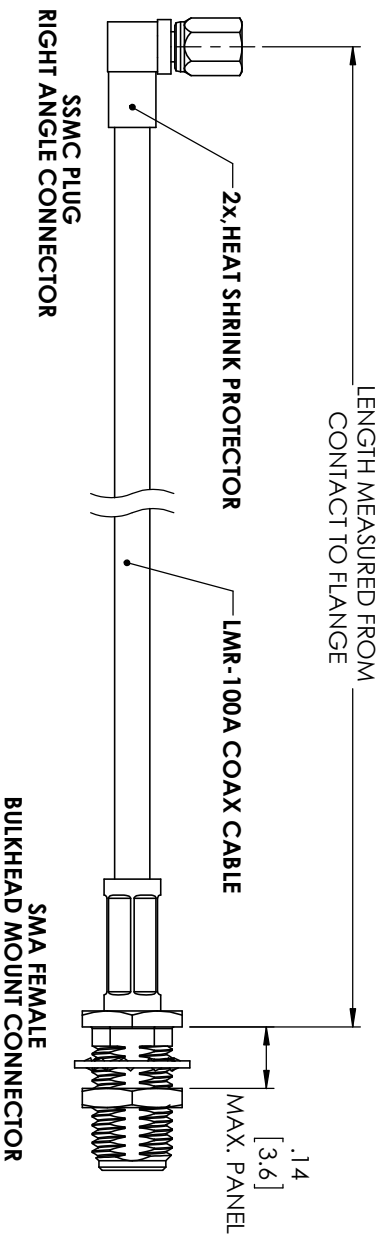 LENGTH MEASURED FROM
CONTACT TO FLANGE
.14
[3.6]
MAX. PANEL
2x,HEAT SHRINK PROTECTOR
LMR-100A COAX CABLE
SSMC PLUG
RIGHT ANGLE CONNECTOR
SMA FEMALE
BULKHEAD MOUNT CONNECTOR